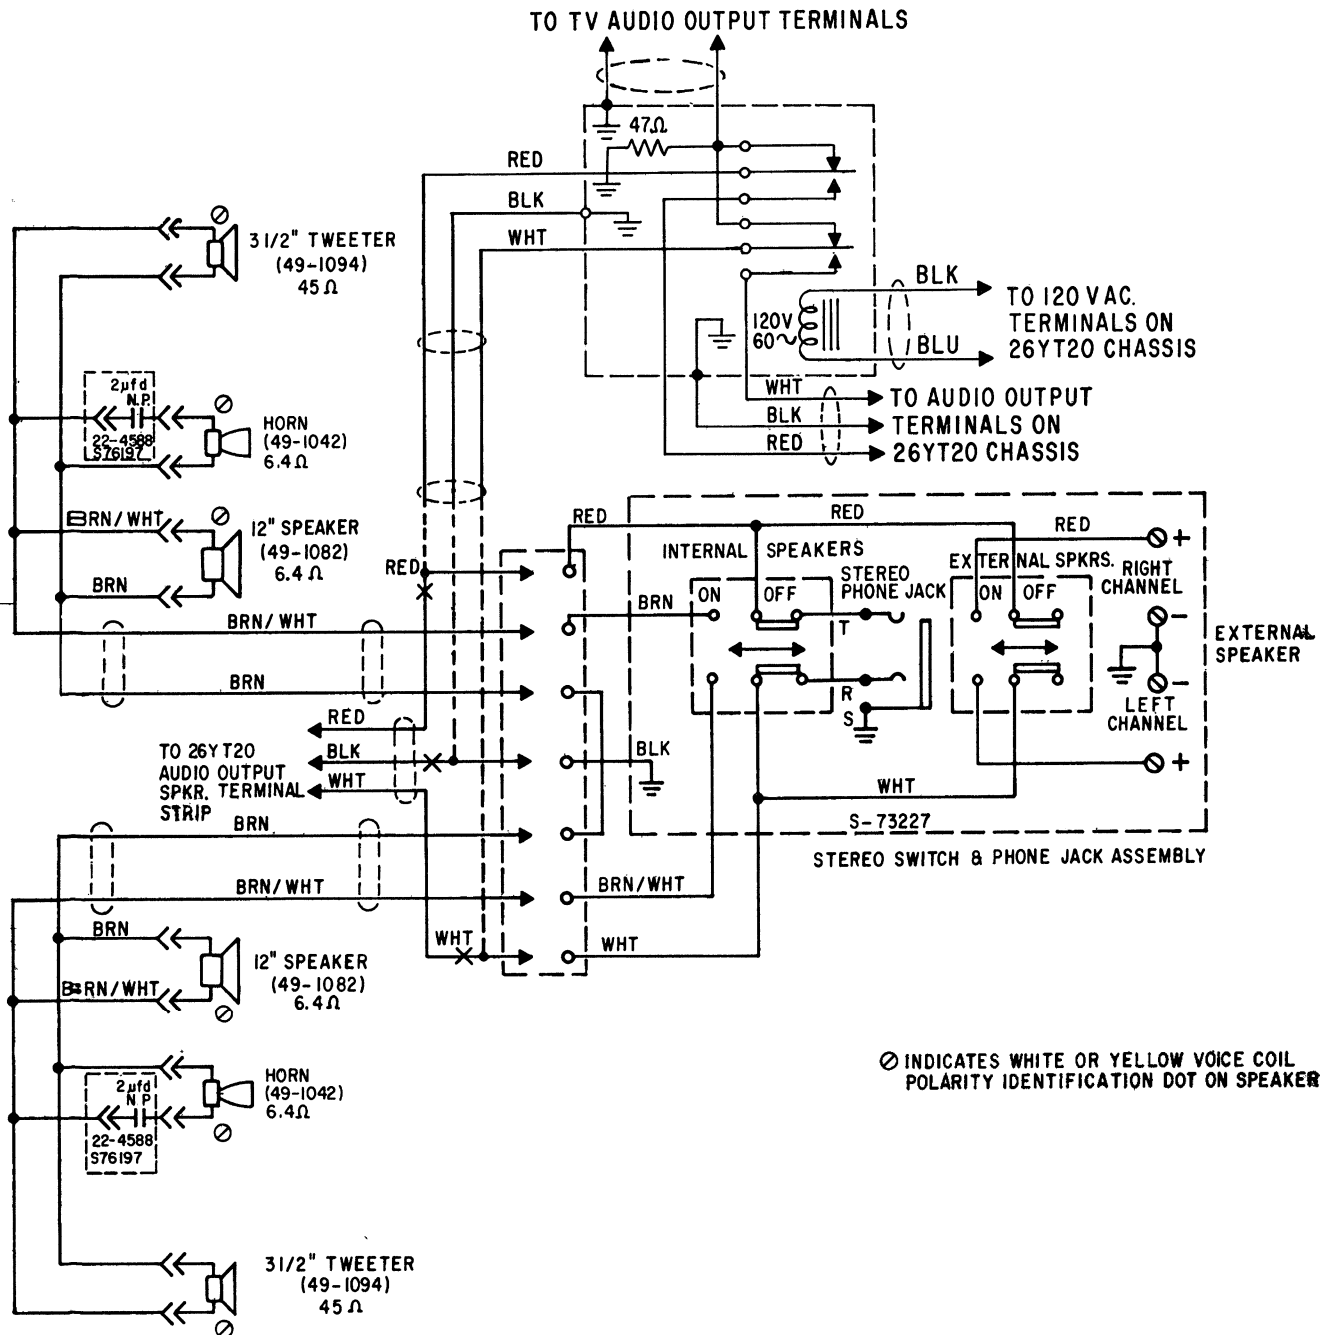 TO TV AUDIO OUTPUT TERMINALS
47Ω
RED
BLK
WHT
3 1/2" TWEETER
(49-1094)
45 Ω
BLK
TO 120 VAC.
TERMINALS ON
26YT20 CHASSIS
120V
60~
BLU
WHT
TO AUDIO OUTPUT
BLK
TERMINALS ON
RED
26YT20 CHASSIS
2µfd
N.P.
22-4588
S76197
HORN
(49-1042)
6.4Ω
BRN/WHT
12" SPEAKER
(49-1082)
6.4Ω
BRN
RED
RED
RED
RED
INTERNAL SPEAKERS
EXTERNAL SPKRS.
ON OFF
STEREO
PHONE JACK
ON OFF
RIGHT
CHANNEL
+
BRN
BRN/WHT
T
-
EXTERNAL
SPEAKER
BRN
R
S
-
LEFT
CHANNEL
RED
BLK
WHT
TO 26YT20
AUDIO OUTPUT
SPKR. TERMINAL
STRIP
BLK
+
WHT
S-73227
STEREO SWITCH & PHONE JACK ASSEMBLY
BRN
BRN/WHT
BRN/WHT
WHT
WHT
BRN
12" SPEAKER
(49-1082)
6.4Ω
BRN/WHT
HORN
(49-1042)
6.4Ω
2µfd
N P
22-4588
S76197
3 1/2" TWEETER
(49-1094)
45 Ω
INDICATES WHITE OR YELLOW VOICE COIL
POLARITY IDENTIFICATION DOT ON SPEAKER